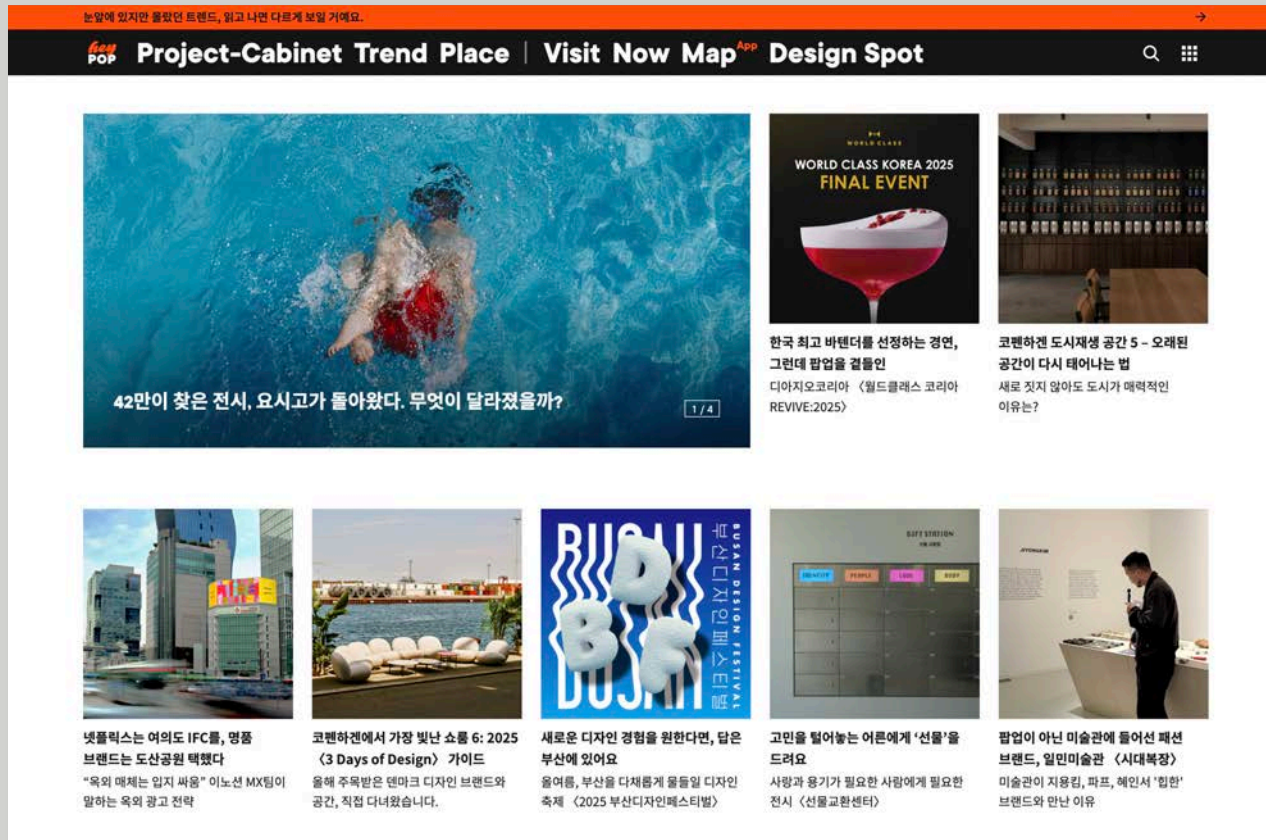 눈앞에 있지만 몰랐던 트렌드, 읽고 나면 다르게 보일 거예요. →
hey POP Project-Cabinet Trend Place | Visit Now Map App Design Spot
42만이 찾은 전시, 요시고가 돌아왔다. 무엇이 달라졌을까?
1 / 4
WORLD CLASS
WORLD CLASS KOREA 2025
FINAL EVENT
한국 최고 바텐더를 선정하는 경연,
그런데 팝업을 곁들인
디아지오코리아 〈월드클래스 코리아
REVIVE:2025〉
코펜하겐 도시재생 공간 5 – 오래된
공간이 다시 태어나는 법
새로 짓지 않아도 도시가 매력적인
이유는?
넷플릭스는 여의도 IFC를, 명품
브랜드는 도산공원 택했다
“옥외 매체는 입지 싸움” 이노션 MX팀이
말하는 옥외 광고 전략
코펜하겐에서 가장 빛난 쇼룸 6: 2025
〈3 Days of Design〉 가이드
올해 주목받은 덴마크 디자인 브랜드와
공간, 직접 다녀왔습니다.
BUSAN
D
B
F
BUSAN
부산디자인페스티벌
BUSAN DESIGN FESTIVAL
새로운 디자인 경험을 원한다면, 답은
부산에 있어요
올여름, 부산을 다채롭게 물들일 디자인
축제 〈2025 부산디자인페스티벌〉
GIFT STATION
IDENTITY PEOPLE LOVE BODY
고민을 털어놓는 어른에게 ‘선물’을
드려요
사랑과 용기가 필요한 사람에게 필요한
전시 〈선물교환센터〉
JIYONGKIM
팝업이 아닌 미술관에 들어선 패션
브랜드, 일민미술관 〈시대복장〉
미술관이 지용킴, 파프, 혜인서 '힙한'
브랜드와 만난 이유